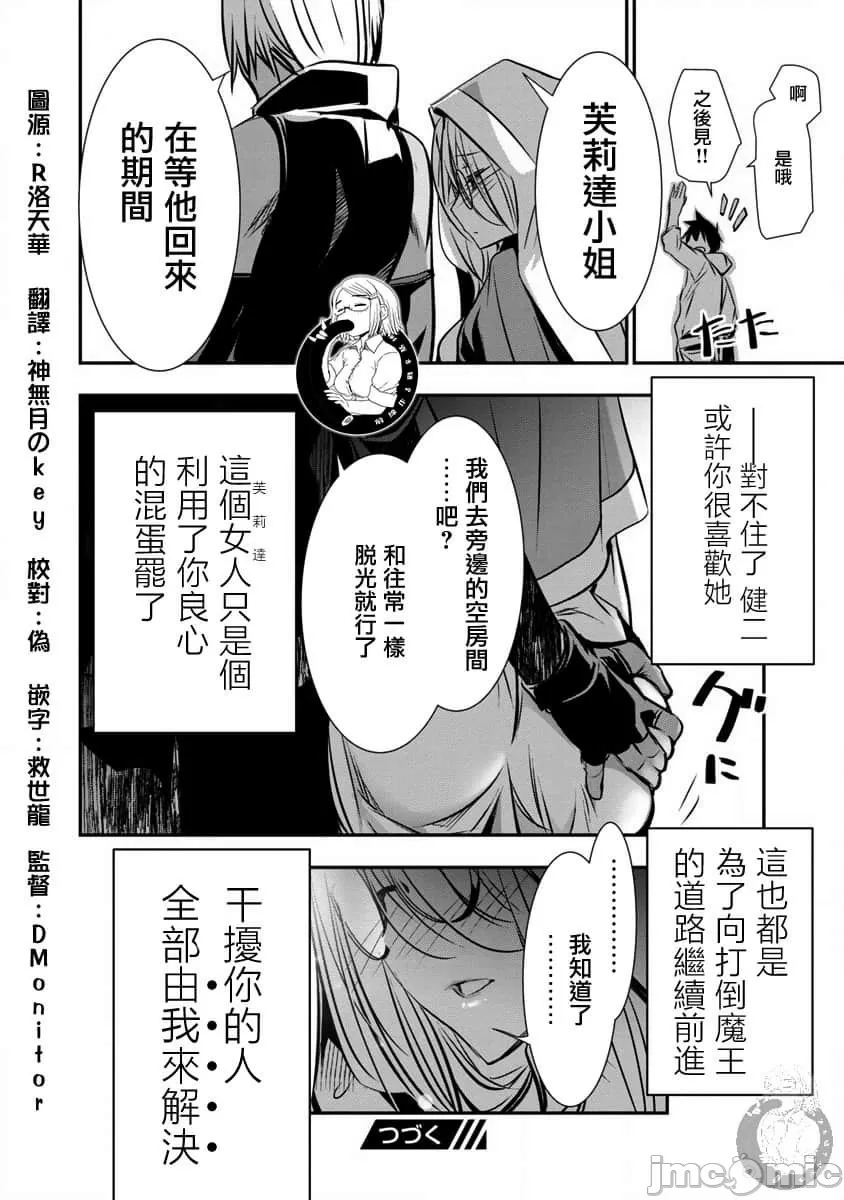 啊
是哦
之後見!!
たたた
芙莉達小姐
在等他回來
的期間
——對不住了 健二
或許你很喜歡她
我們去旁邊的空房間
……吧?
和往常一樣
脱光就行了
這個女人只是個
芙莉達
利用了你良心
的混蛋罷了
グッ
這也都是
為了向打倒魔王
的道路繼續前進
…………
我知道了
…………
干擾你的人
全部由我來解決
つづく
圖源:R洛天華 翻譯:神無月のkey 校對:偽 嵌字:救世龍 監督:DMonitor
jmcomic